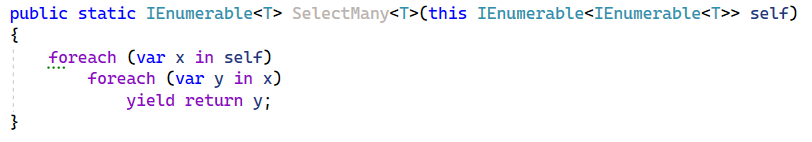 public static IEnumerable<T> SelectMany<T>(this IEnumerable<IEnumerable<T>> self)
{
    foreach (var x in self)
        foreach (var y in x)
            yield return y;
}